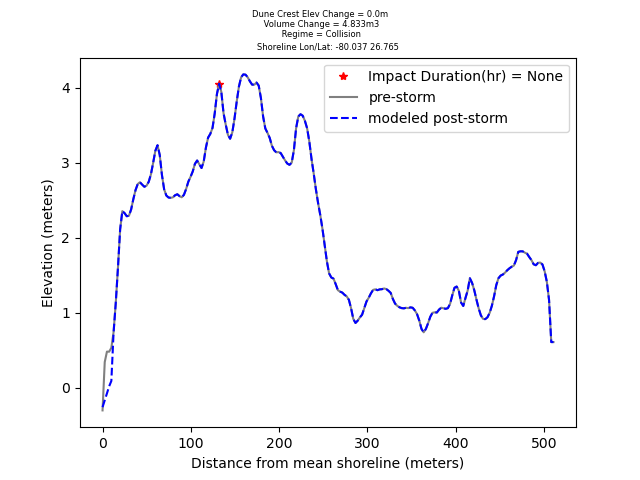 Dune Crest Elev Change = 0.0m
Volume Change = 4.833m3
Regime = Collision
Shoreline Lon/Lat: -80.037 26.765
Impact Duration(hr) = None
pre-storm
modeled post-storm
4
3
2
1
0
Elevation (meters)
0 100 200 300 400 500
Distance from mean shoreline (meters)